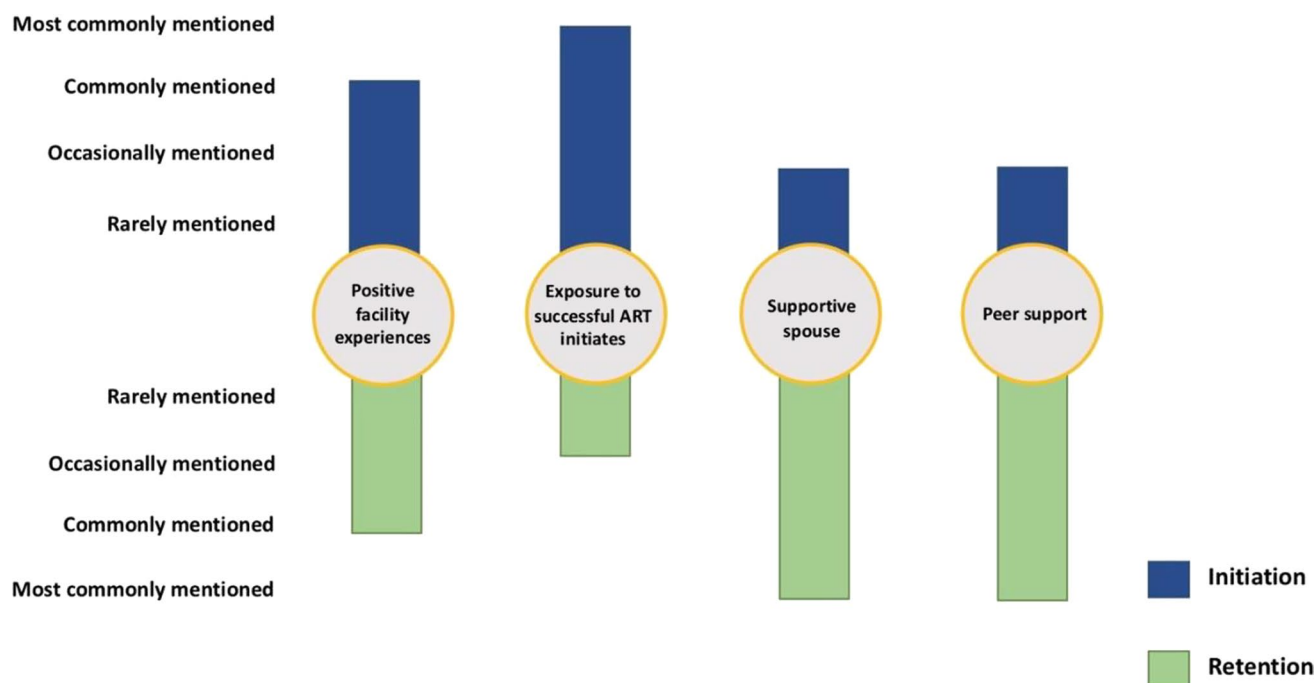 Most commonly mentioned
Commonly mentioned
Occasionally mentioned
Rarely mentioned
Positive
facility
experiences
Exposure to
successful ART
initiates
Supportive
spouse
Peer support
Rarely mentioned
Occasionally mentioned
Commonly mentioned
Most commonly mentioned
Initiation
Retention